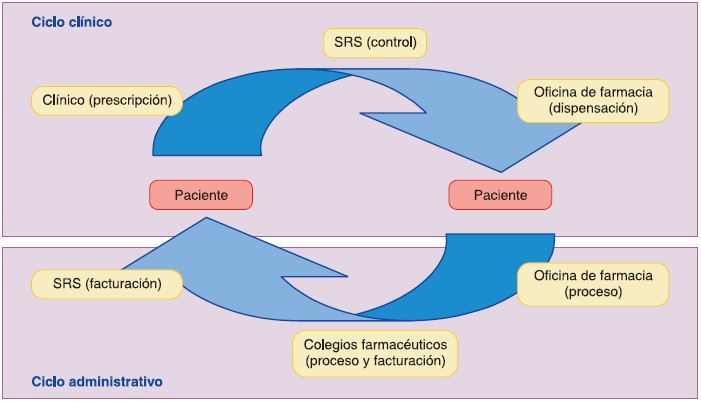 Ciclo clínico
SRS (control)
Clínico (prescripción)
Oficina de farmacia
(dispensación)
Paciente
Paciente
SRS (facturación)
Oficina de farmacia
(proceso)
Colegios farmacéuticos
(proceso y facturación)
Ciclo administrativo